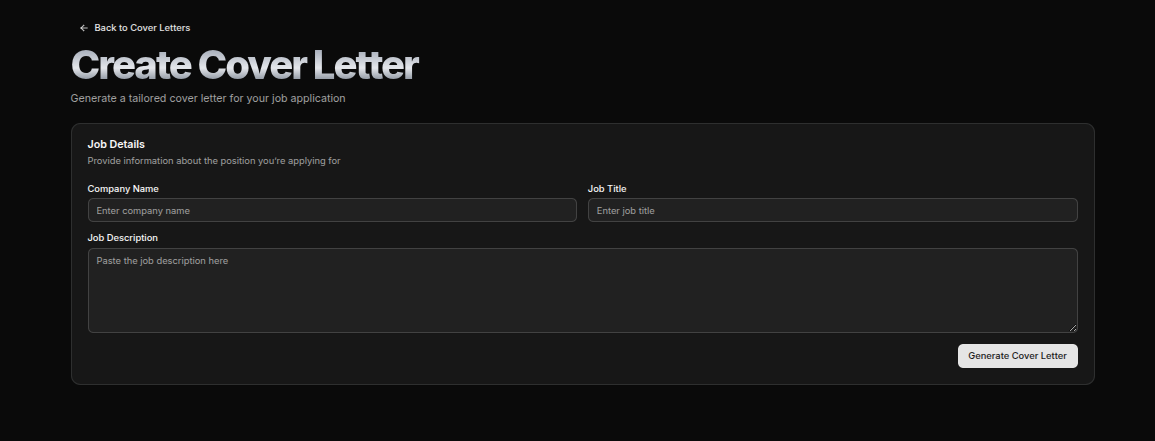 ← Back to Cover Letters
Create Cover Letter
Generate a tailored cover letter for your job application
Job Details
Provide information about the position you're applying for
Company Name
Job Title
Enter company name
Enter job title
Job Description
Paste the job description here
Generate Cover Letter